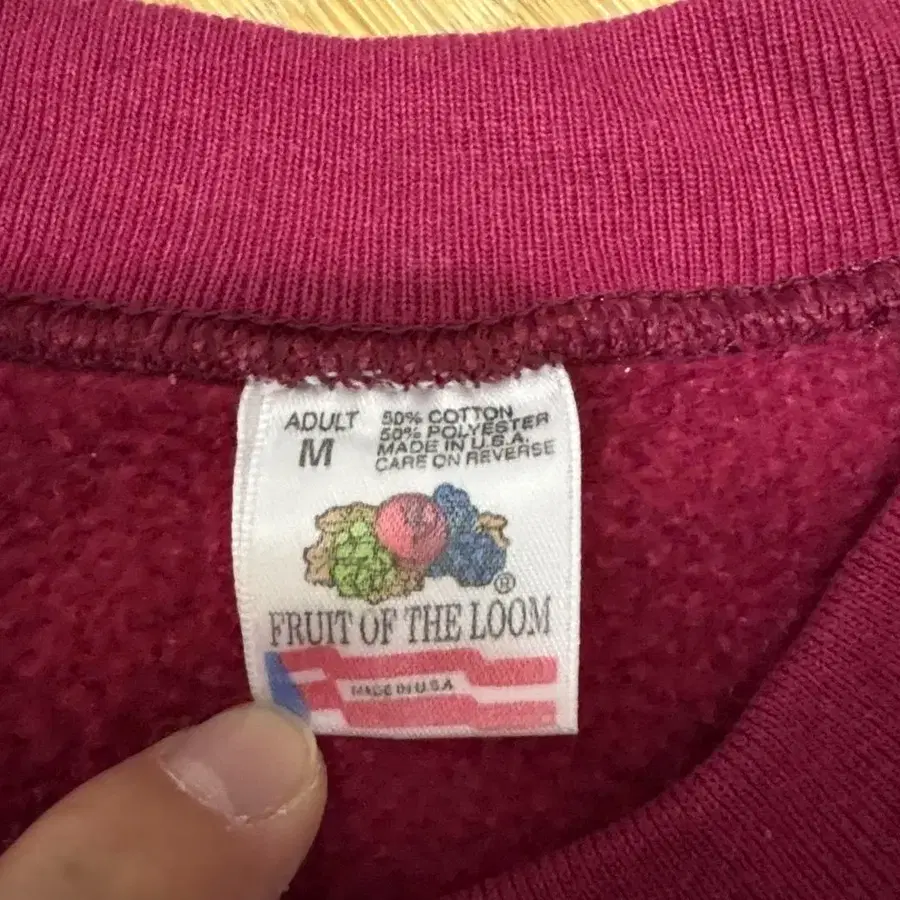 ADULT
M
50% COTTON
50% POLYESTER
MADE IN U.S.A.
CARE ON REVERSE
®
FRUIT OF THE LOOM
MADE IN U.S.A